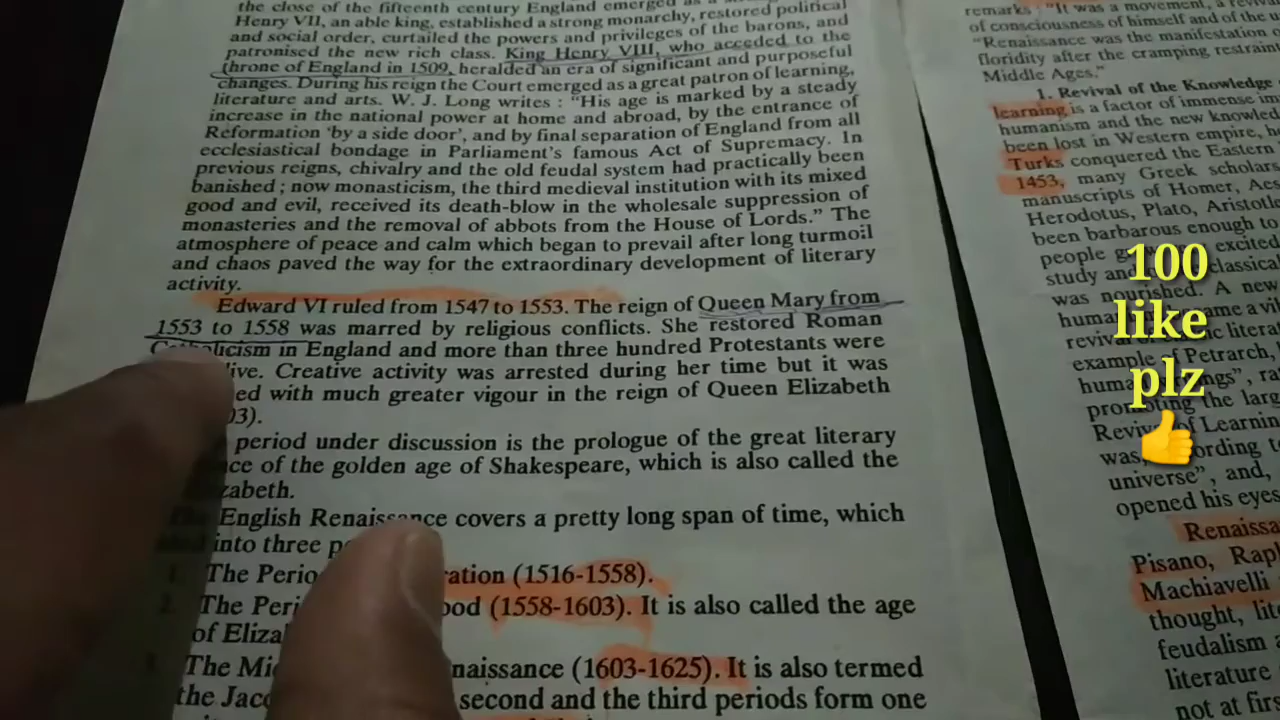 the close of the fifteenth century England emerged as a
Henry VII, an able king, established a strong monarchy, restored political
and social order, curtailed the powers and privileges of the barons, and
patronised the new rich class. King Henry VIII, who acceded to the
throne of England in 1509, heralded an era of significant and purposeful
changes. During his reign the Court emerged as a great patron of learning,
literature and arts. W. J. Long writes : "His age is marked by a steady
increase in the national power at home and abroad, by the entrance of
Reformation 'by a side door', and by final separation of England from all
ecclesiastical bondage in Parliament's famous Act of Supremacy. In
previous reigns, chivalry and the old feudal system had practically been
banished ; now monasticism, the third medieval institution with its mixed
good and evil, received its death-blow in the wholesale suppression of
monasteries and the removal of abbots from the House of Lords." The
atmosphere of peace and calm which began to prevail after long turmoil
and chaos paved the way for the extraordinary development of literary
activity.
Edward VI ruled from 1547 to 1553. The reign of Queen Mary from
1553 to 1558 was marred by religious conflicts. She restored Roman
Catholicism in England and more than three hundred Protestants were
live. Creative activity was arrested during her time but it was
ed with much greater vigour in the reign of Queen Elizabeth
03).
period under discussion is the prologue of the great literary
ce of the golden age of Shakespeare, which is also called the
zabeth.
English Renaissance covers a pretty long span of time, which
into three
1. The Perio ration (1516-1558).
2. The Peri ood (1558-1603). It is also called the age
of Eliza
3. The Mi naissance (1603-1625). It is also termed
the Jaco second and the third periods form one
remarks : "It was a movement, a
of consciousness of himself and of the
"Renaissance was the manifestation
floridity after the cramping restraint
Middle Ages."
1. Revival of the Knowledge
learning is a factor of immense
humanism and the new
been lost in Western empire,
Turks conquered the Eastern
1453, many Greek scholars
manuscripts of Homer,
Herodotus, Plato, Aristotle
been barbarous enough to
people excited
study and classical
was nourished. A new
human ame a
reviv ic
example of Petrarch,
huma ngs",
promoting the
Reviv of Learnin
was, ording to
universe", and,
opened his eyes
Renaissa
Pisano, Raph
Machiavelli
thought,
feudalism
literature
not at first
100
like
plz
👍